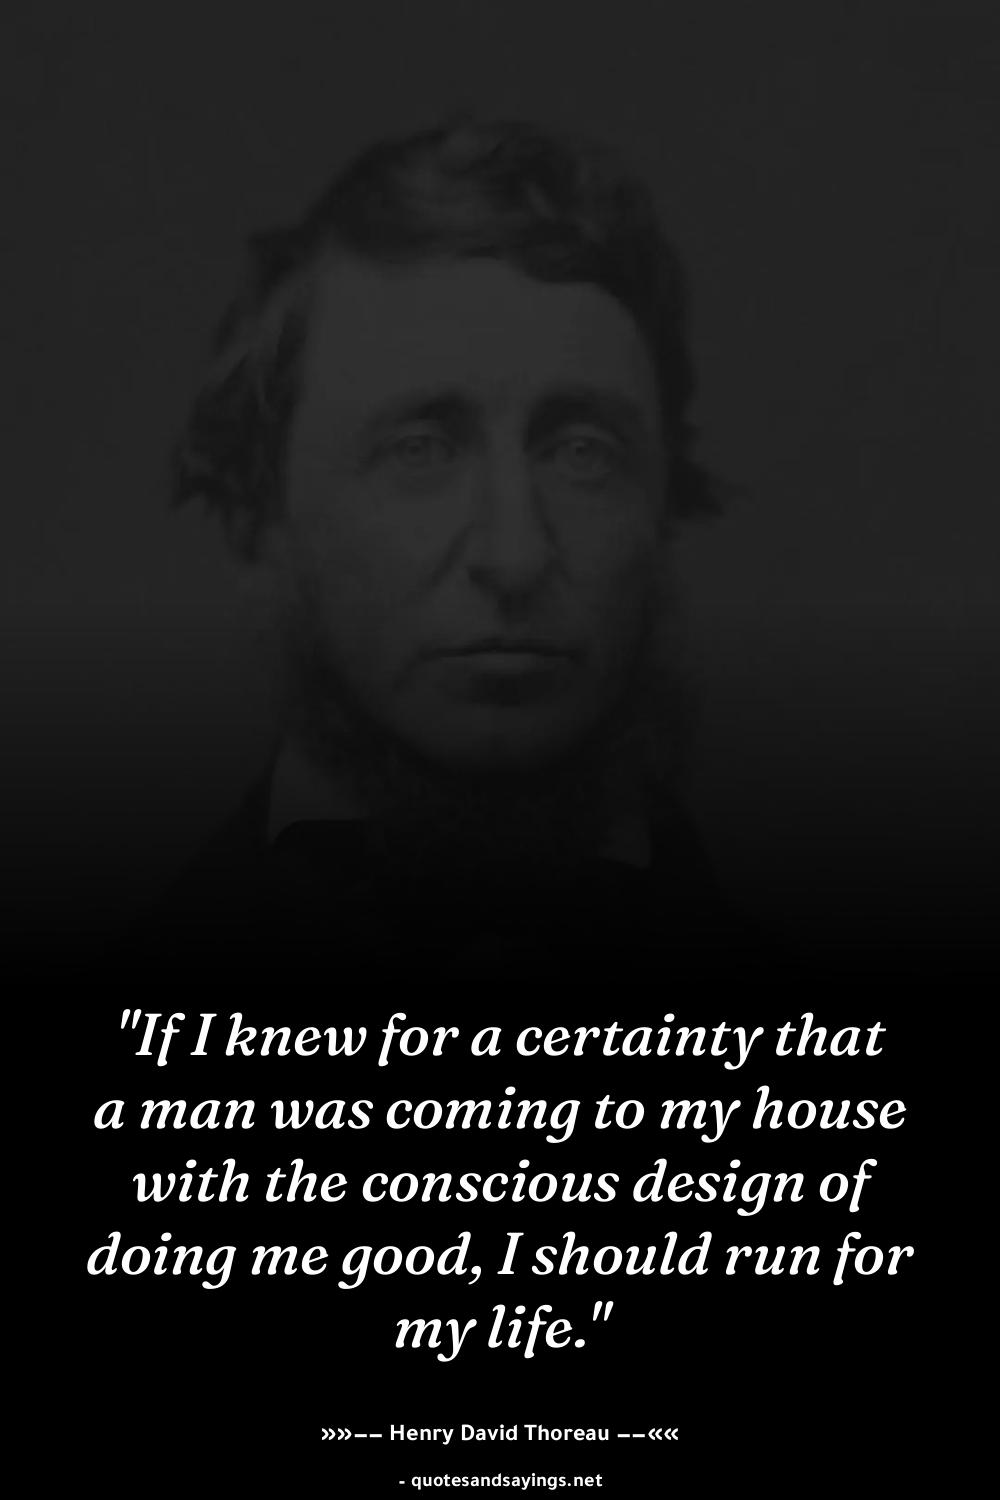 "If I knew for a certainty that
a man was coming to my house
with the conscious design of
doing me good, I should run for
my life."
»»−− Henry David Thoreau −−««
- quotesandsayings.net